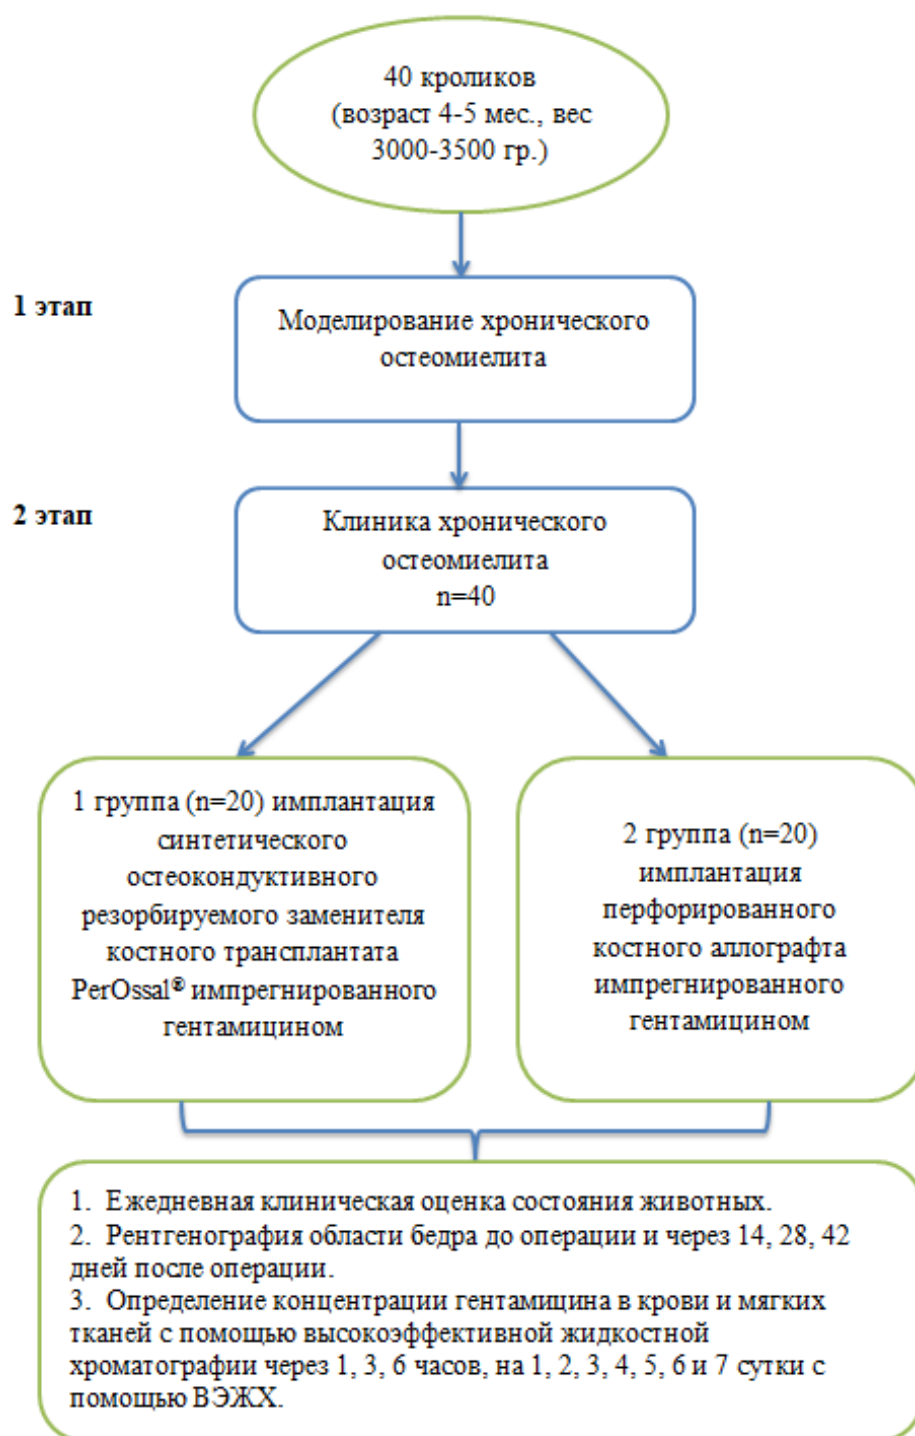 40 кроликов
(возраст 4-5 мес., вес
3000-3500 гр.)
1 этап
Моделирование хронического
остеомиелита
2 этап
Клиника хронического
остеомиелита
n=40
1 группа (n=20) имплантация
синтетического
остеокондуктивного
резорбируемого заменителя
костного трансплантата
PerOssal® импрегнированного
гентамицином
2 группа (n=20)
имплантация
перфорированного
костного аллографта
импрегнированного
гентамицином
1. Ежедневная клиническая оценка состояния животных.
2. Рентгенография области бедра до операции и через 14, 28, 42
дней после операции.
3. Определение концентрации гентамицина в крови и мягких
тканей с помощью высокоэффективной жидкостной
хроматографии через 1, 3, 6 часов, на 1, 2, 3, 4, 5, 6 и 7 сутки с
помощью ВЭЖХ.